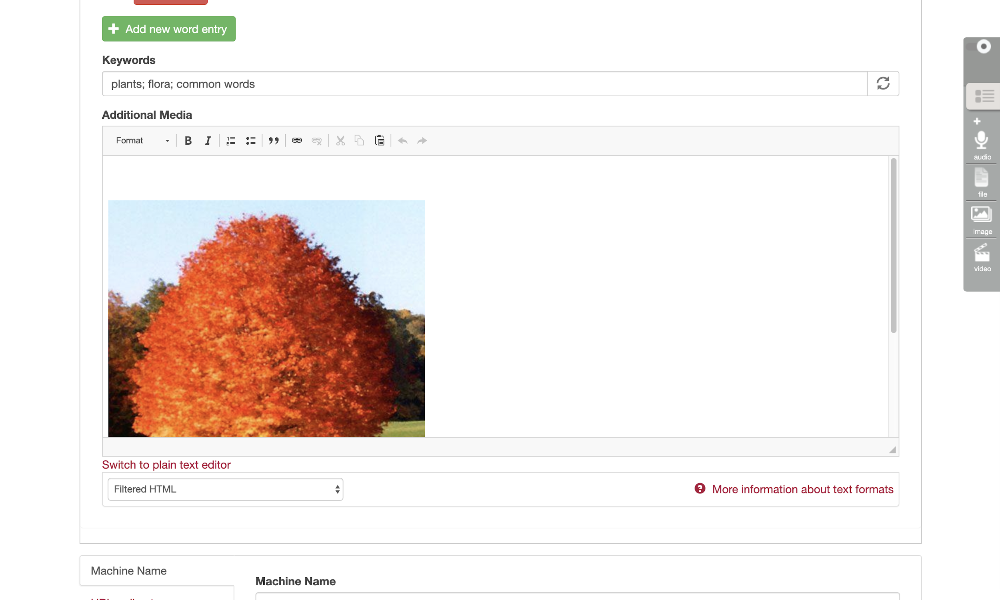 Add new word entry
Keywords
plants; flora; common words
Additional Media
Format
B I
audio
file
image
video
Switch to plain text editor
Filtered HTML
More information about text formats
Machine Name
Machine Name